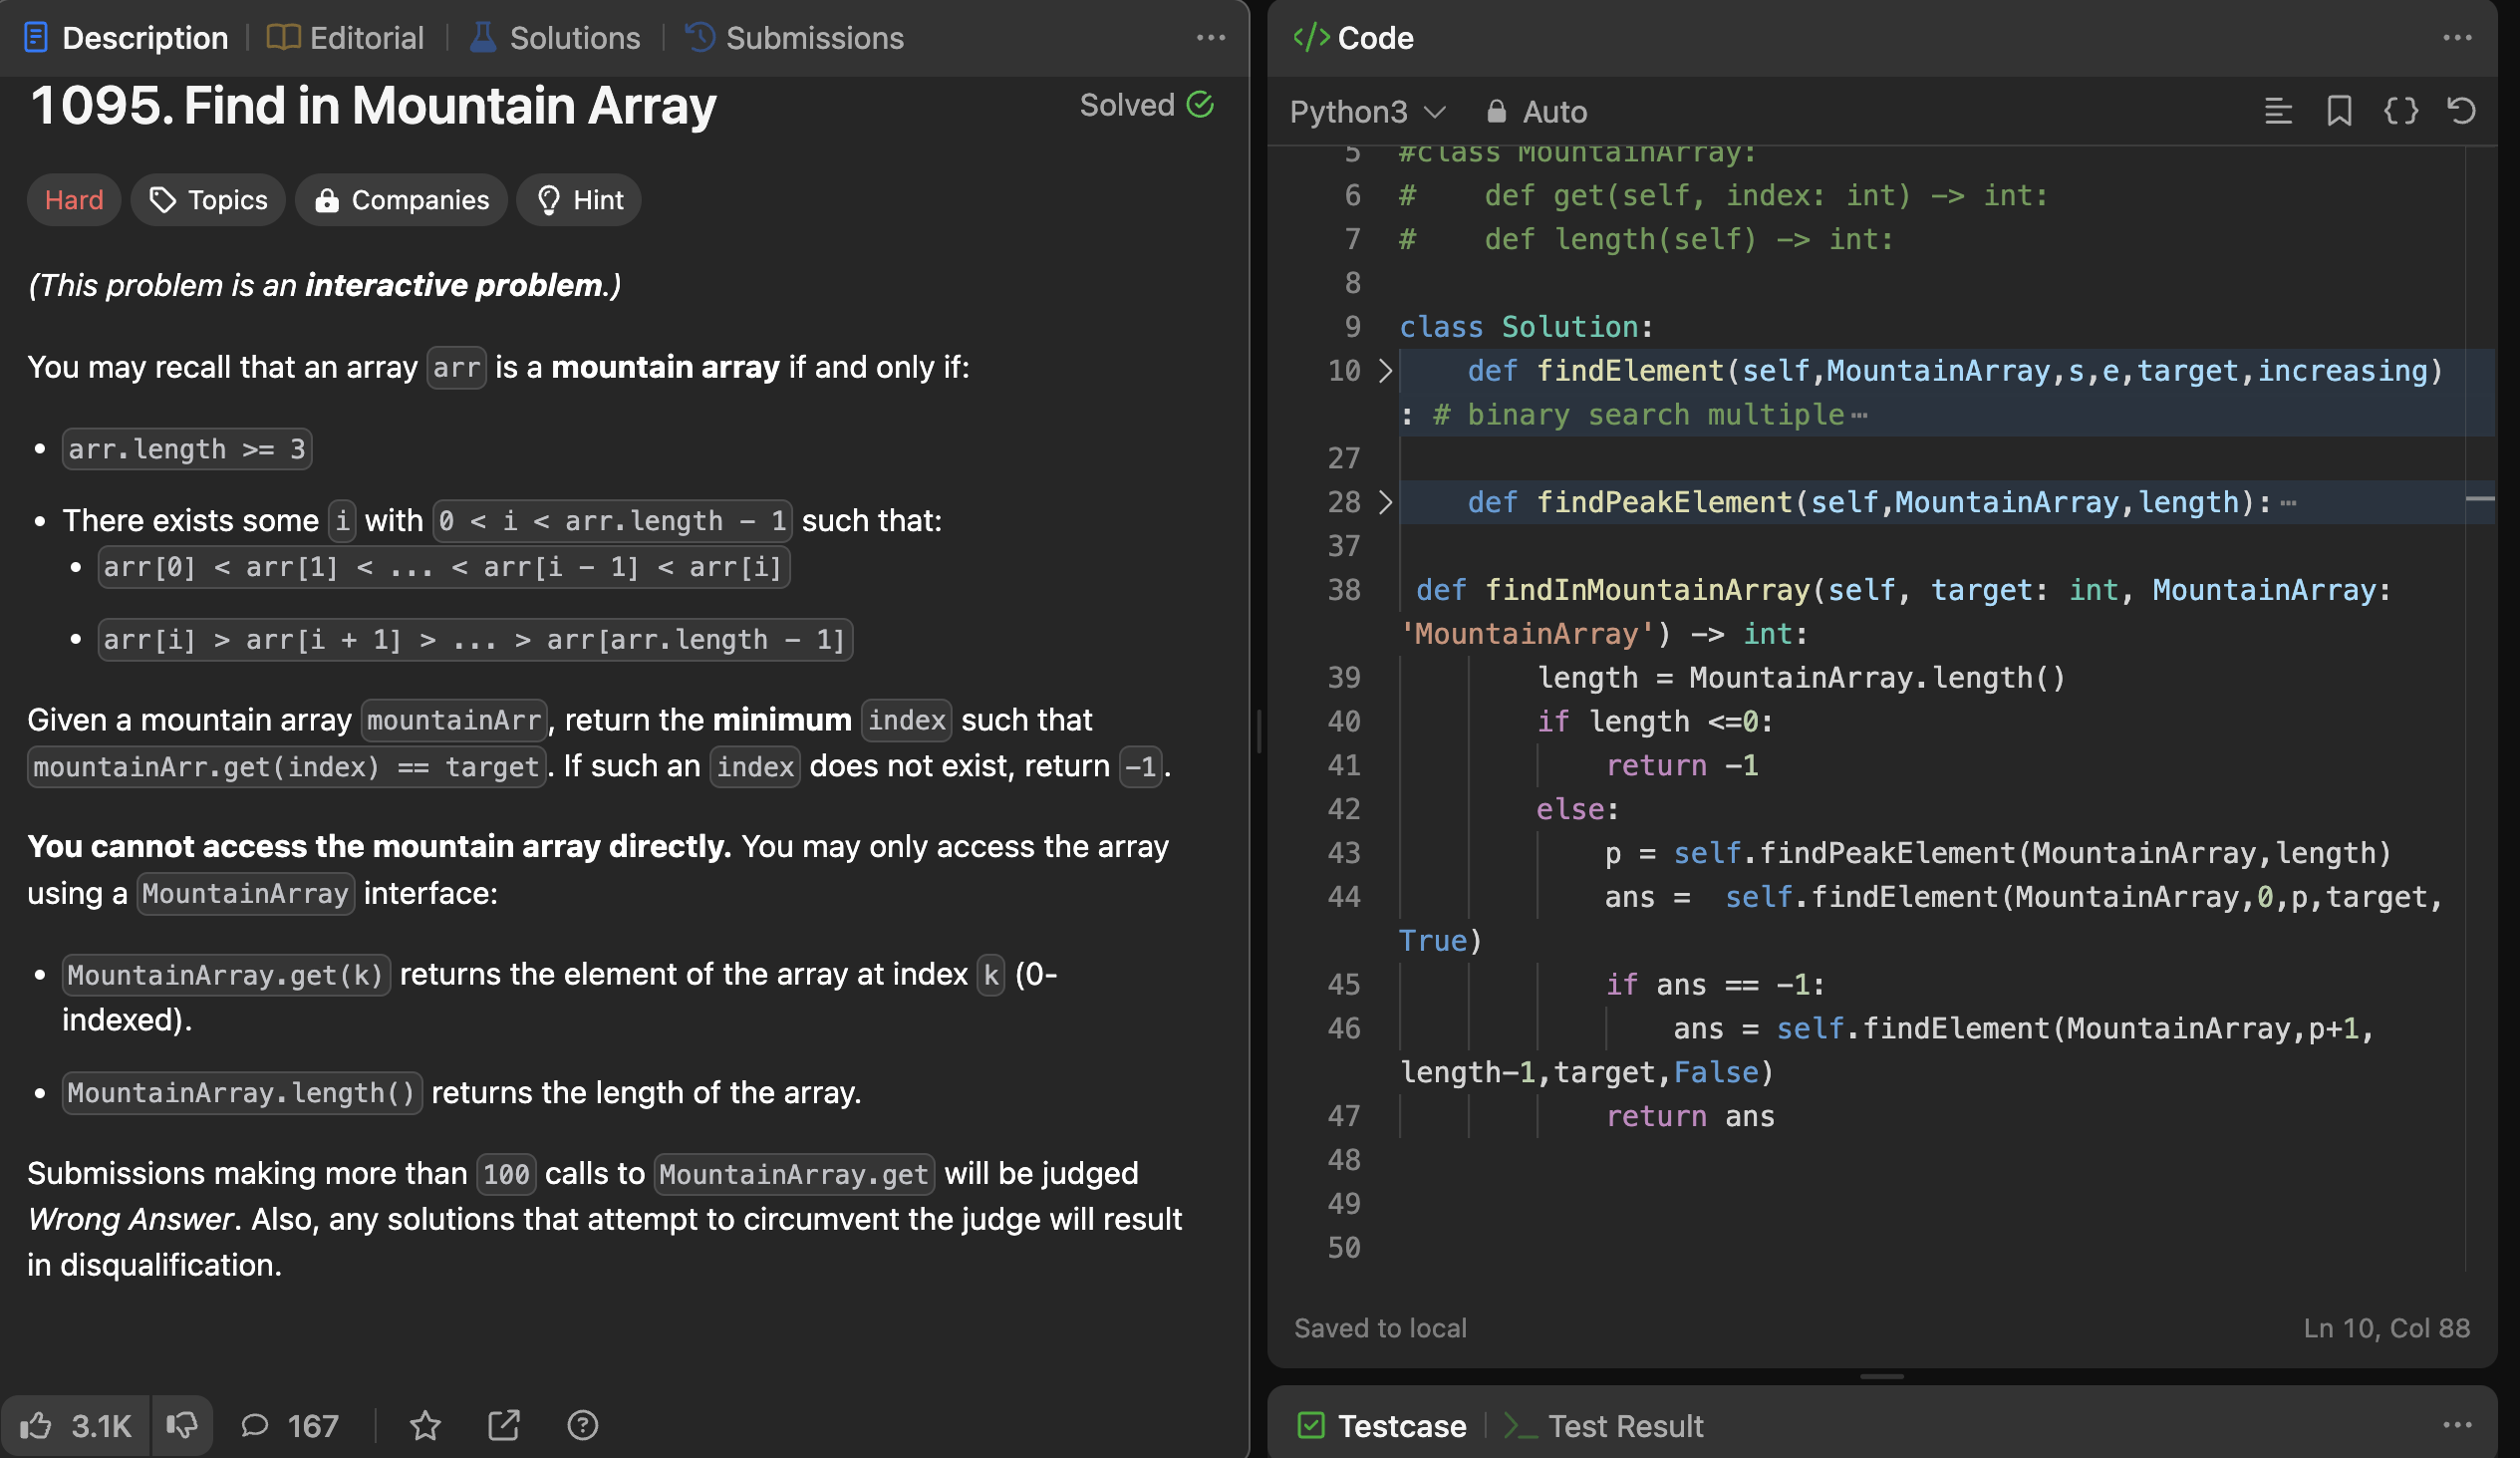 Description
Editorial
Solutions
Submissions
1095. Find in Mountain Array
Solved
Hard
Topics
Companies
Hint
(This problem is an interactive problem.)
You may recall that an array arr is a mountain array if and only if:
• arr.length >= 3
• There exists some i with 0 < i < arr.length - 1 such that:
• arr[0] < arr[1] < ... < arr[i - 1] < arr[i]
• arr[i] > arr[i + 1] > ... > arr[arr.length - 1]
Given a mountain array mountainArr, return the minimum index such that
mountainArr.get(index) == target. If such an index does not exist, return -1.
You cannot access the mountain array directly. You may only access the array
using a MountainArray interface:
• MountainArray.get(k) returns the element of the array at index k (0-
indexed).
• MountainArray.length() returns the length of the array.
Submissions making more than 100 calls to MountainArray.get will be judged
Wrong Answer. Also, any solutions that attempt to circumvent the judge will result
in disqualification.
3.1K
167
</> Code
Python3
Auto
5 #class MountainArray:
6 #    def get(self, index: int) -> int:
7 #    def length(self) -> int:
8
9 class Solution:
10     def findElement(self,MountainArray,s,e,target,increasing)
: # binary search multiple…
27
28     def findPeakElement(self,MountainArray,length):…
37
38  def findInMountainArray(self, target: int, MountainArray:
'MountainArray') -> int:
39         length = MountainArray.length()
40         if length <=0:
41             return -1
42         else:
43             p = self.findPeakElement(MountainArray,length)
44             ans =  self.findElement(MountainArray,0,p,target,
True)
45             if ans == -1:
46                 ans = self.findElement(MountainArray,p+1,
length-1,target,False)
47             return ans
48
49
50
Saved to local
Ln 10, Col 88
Testcase
Test Result